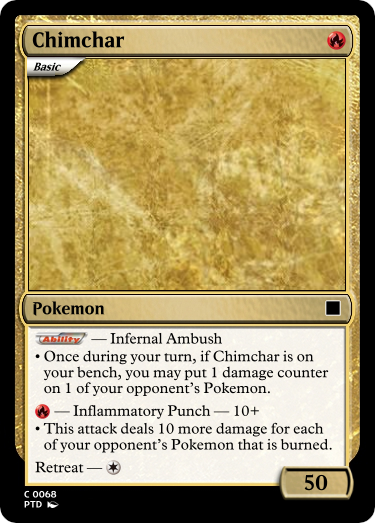 Chimchar
Basic
Pokemon
Ability — Infernal Ambush
• Once during your turn, if Chimchar is on
your bench, you may put 1 damage counter
on 1 of your opponent's Pokemon.
— Inflammatory Punch — 10+
• This attack deals 10 more damage for each
of your opponent's Pokemon that is burned.
Retreat —
50
C 0068
PTD